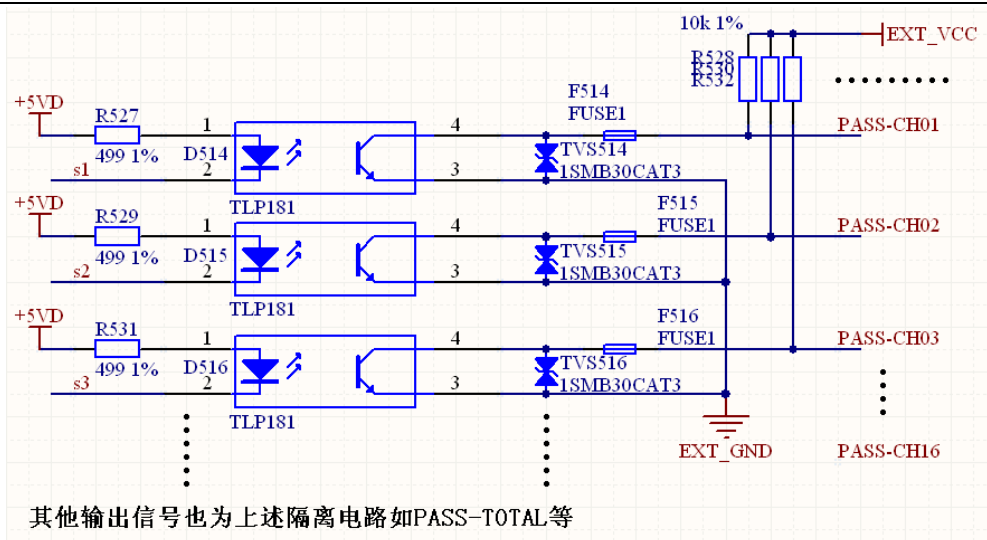 10k 1%
EXT_VCC
R528
R530
R532
F514
FUSE1
+5VD
R527
499 1%
s1
1
D514
2
TLP181
4
3
TVS514
1SMB30CAT3
PASS-CH01
+5VD
R529
499 1%
s2
1
D515
2
TLP181
4
3
TVS515
1SMB30CAT3
F515
FUSE1
PASS-CH02
+5VD
R531
499 1%
s3
1
D516
2
TLP181
4
3
TVS516
1SMB30CAT3
F516
FUSE1
PASS-CH03
EXT_GND
PASS-CH16
其他输出信号也为上述隔离电路如PASS-TOTAL等